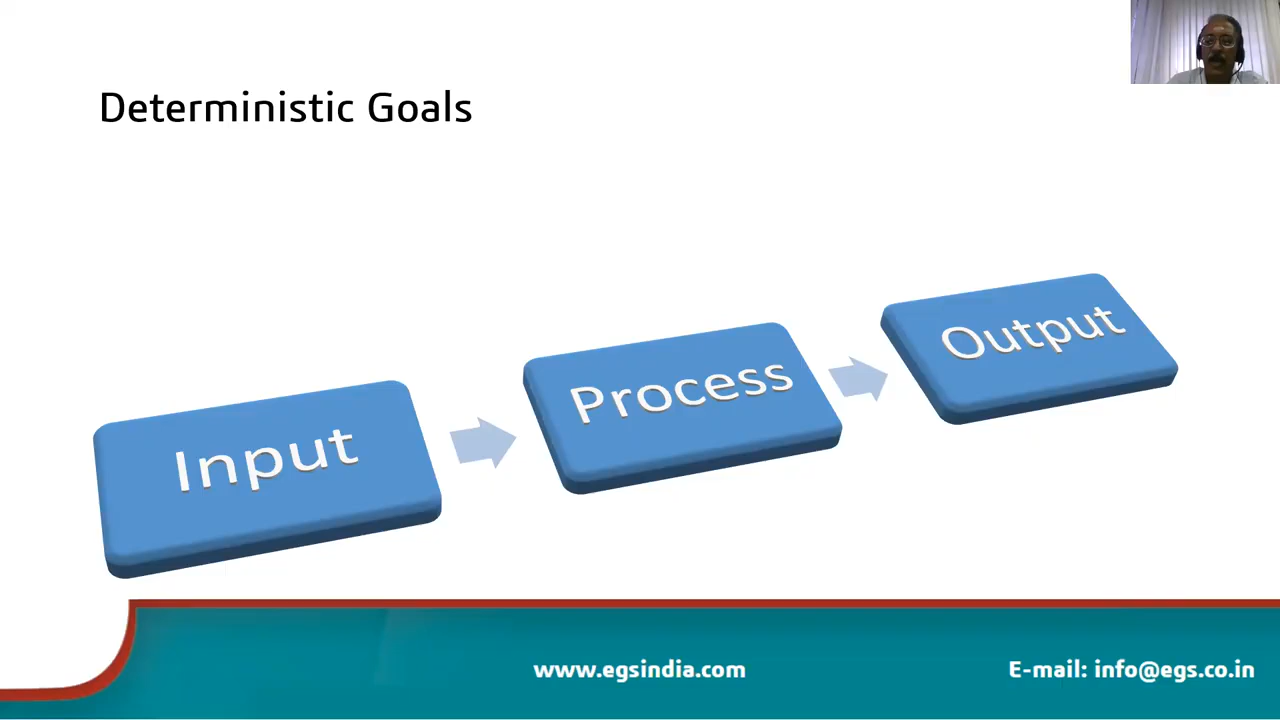 Deterministic Goals
Input
Process
Output
www.egsindia.com
E-mail: info@egs.co.in